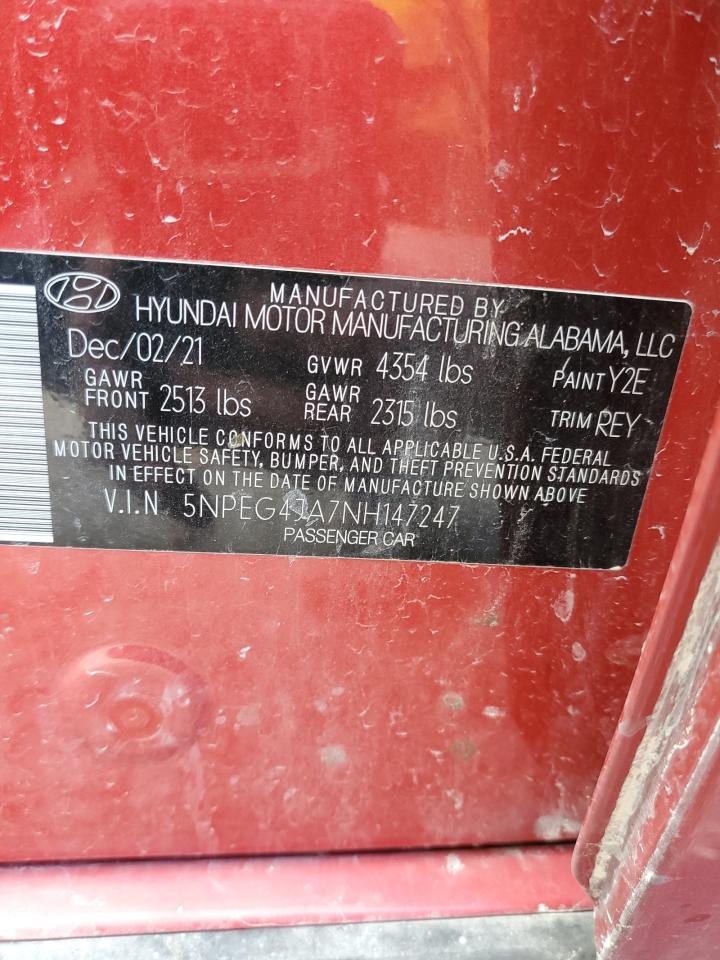 MANUFACTURED BY
HYUNDAI MOTOR MANUFACTURING ALABAMA, LLC
Dec/02/21 GVWR 4354 lbs PAINT Y2E
GAWR FRONT 2513 lbs GAWR REAR 2315 lbs TRIM REY
THIS VEHICLE CONFORMS TO ALL APPLICABLE U.S.A. FEDERAL
MOTOR VEHICLE SAFETY, BUMPER, AND THEFT PREVENTION STANDARDS
IN EFFECT ON THE DATE OF MANUFACTURE SHOWN ABOVE
V.I.N 5NPEG4JA7NH147247
PASSENGER CAR